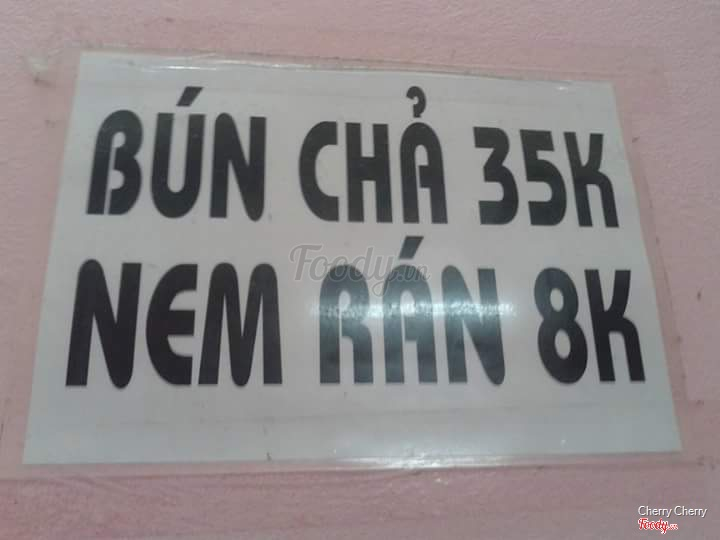 BÚN CHẢ 35K
Foody.vn
NEM RÁN 8K
Cherry Cherry
Foody.vn